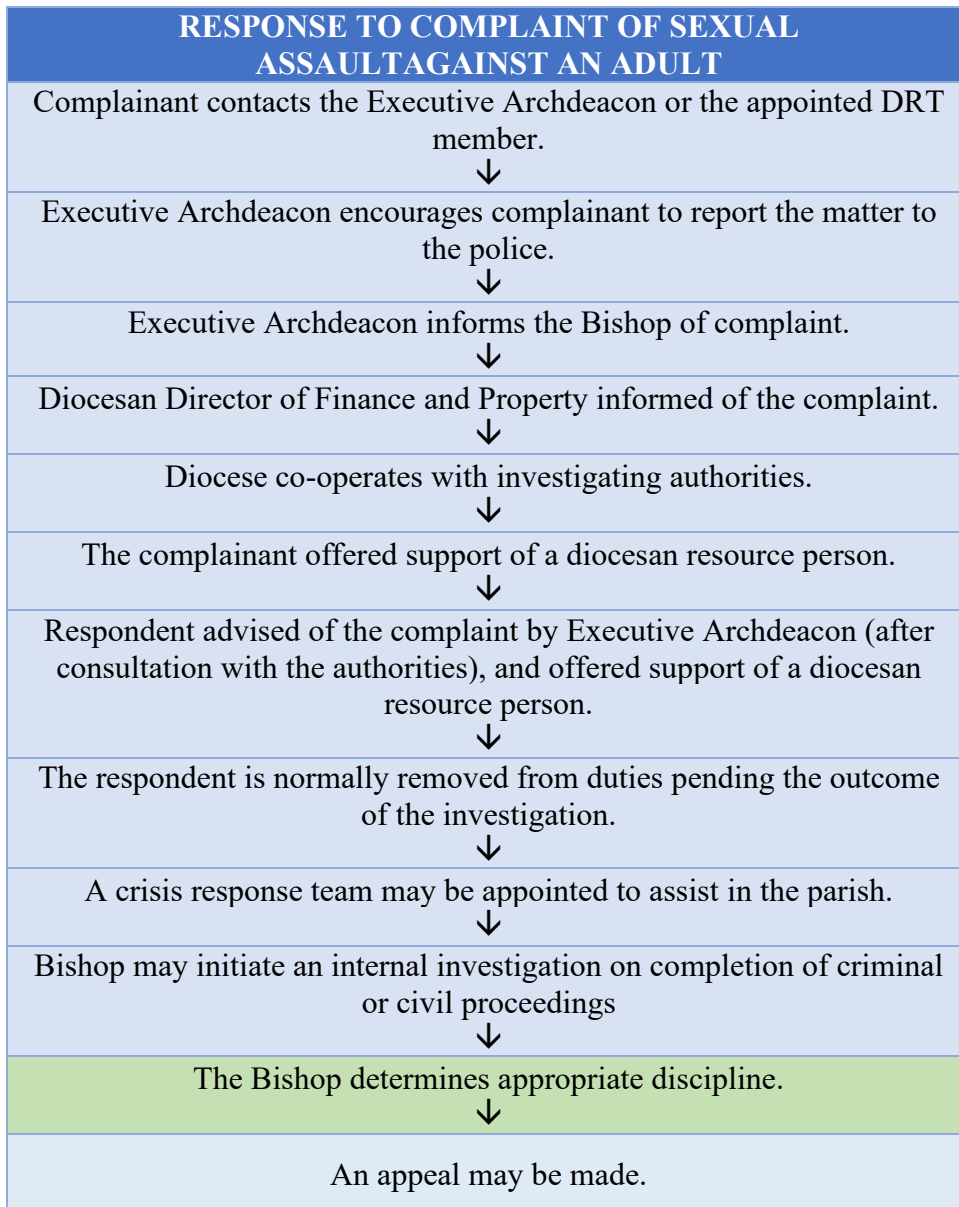 RESPONSE TO COMPLAINT OF SEXUAL
ASSAULTAGAINST AN ADULT
Complainant contacts the Executive Archdeacon or the appointed DRT
member.
↓
Executive Archdeacon encourages complainant to report the matter to
the police.
↓
Executive Archdeacon informs the Bishop of complaint.
↓
Diocesan Director of Finance and Property informed of the complaint.
↓
Diocese co-operates with investigating authorities.
↓
The complainant offered support of a diocesan resource person.
↓
Respondent advised of the complaint by Executive Archdeacon (after
consultation with the authorities), and offered support of a diocesan
resource person.
↓
The respondent is normally removed from duties pending the outcome
of the investigation.
↓
A crisis response team may be appointed to assist in the parish.
↓
Bishop may initiate an internal investigation on completion of criminal
or civil proceedings
↓
The Bishop determines appropriate discipline.
↓
An appeal may be made.